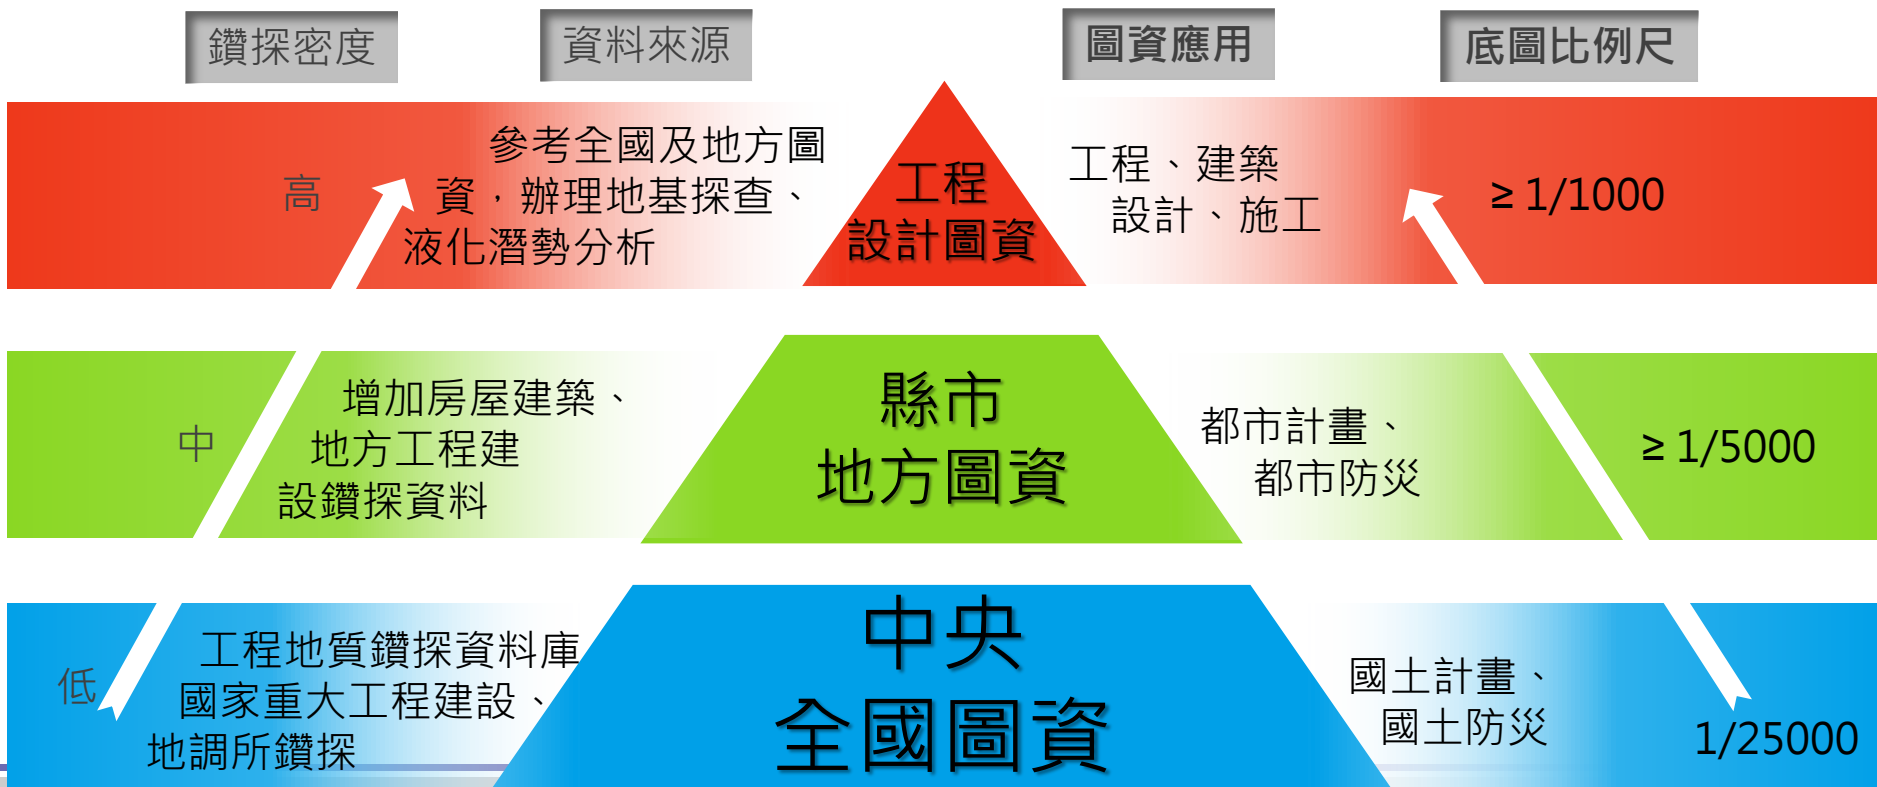 鑽探密度
資料來源
圖資應用
底圖比例尺
高
參考全國及地方圖
資，辦理地基探查、
液化潛勢分析
工程
設計圖資
工程、建築
設計、施工
≥ 1/1000
中
增加房屋建築、
地方工程建
設鑽探資料
縣市
地方圖資
都市計畫、
都市防災
≥ 1/5000
低
工程地質鑽探資料庫
國家重大工程建設、
地調所鑽探
中央
全國圖資
國土計畫、
國土防災
1/25000